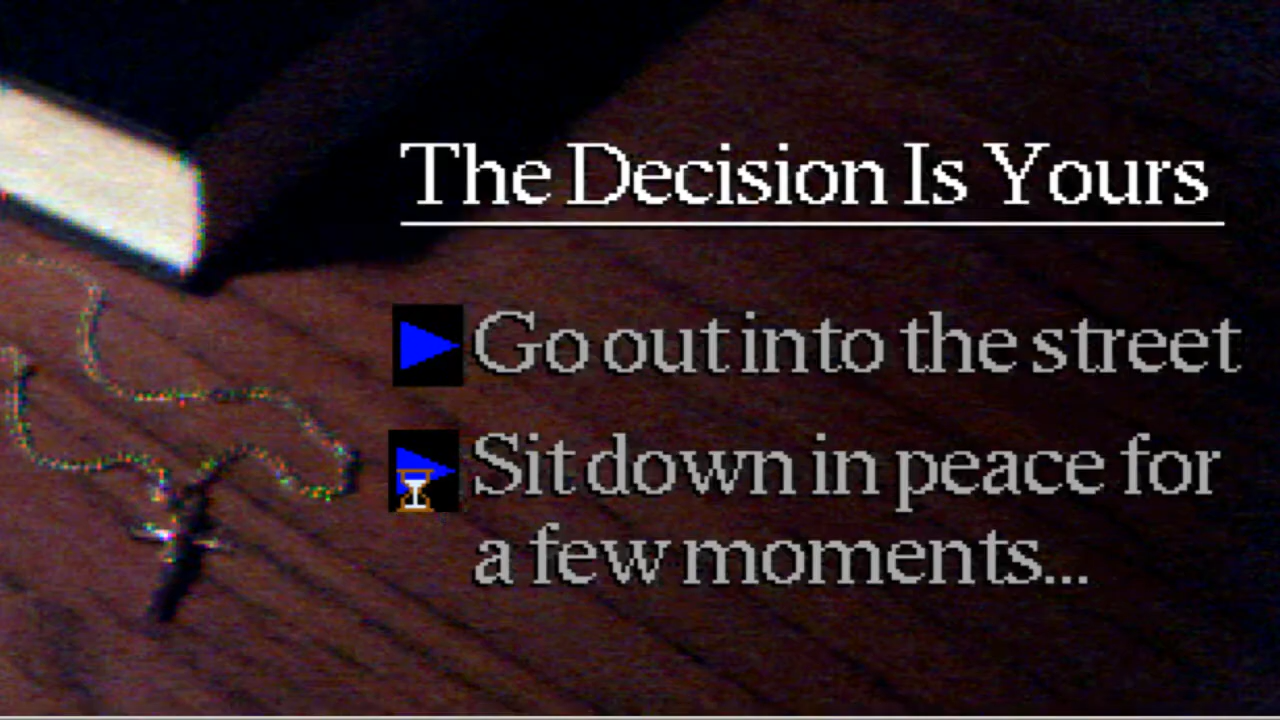 The Decision Is Yours
Go out into the street
Sit down in peace for
a few moments...